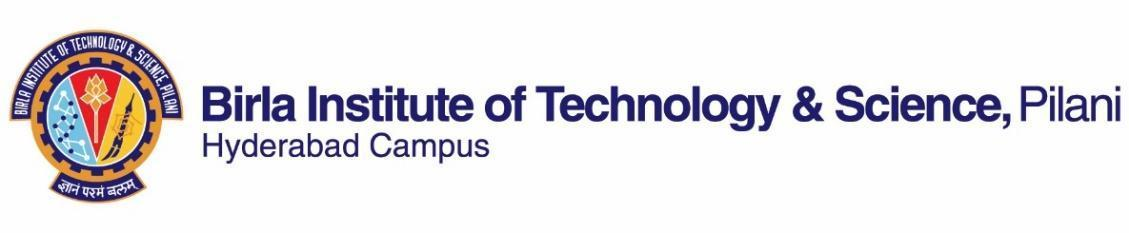 BIRLA INSTITUTE OF TECHNOLOGY & SCIENCE, PILANI
ज्ञानं परमं बलम्
Birla Institute of Technology & Science, Pilani
Hyderabad Campus